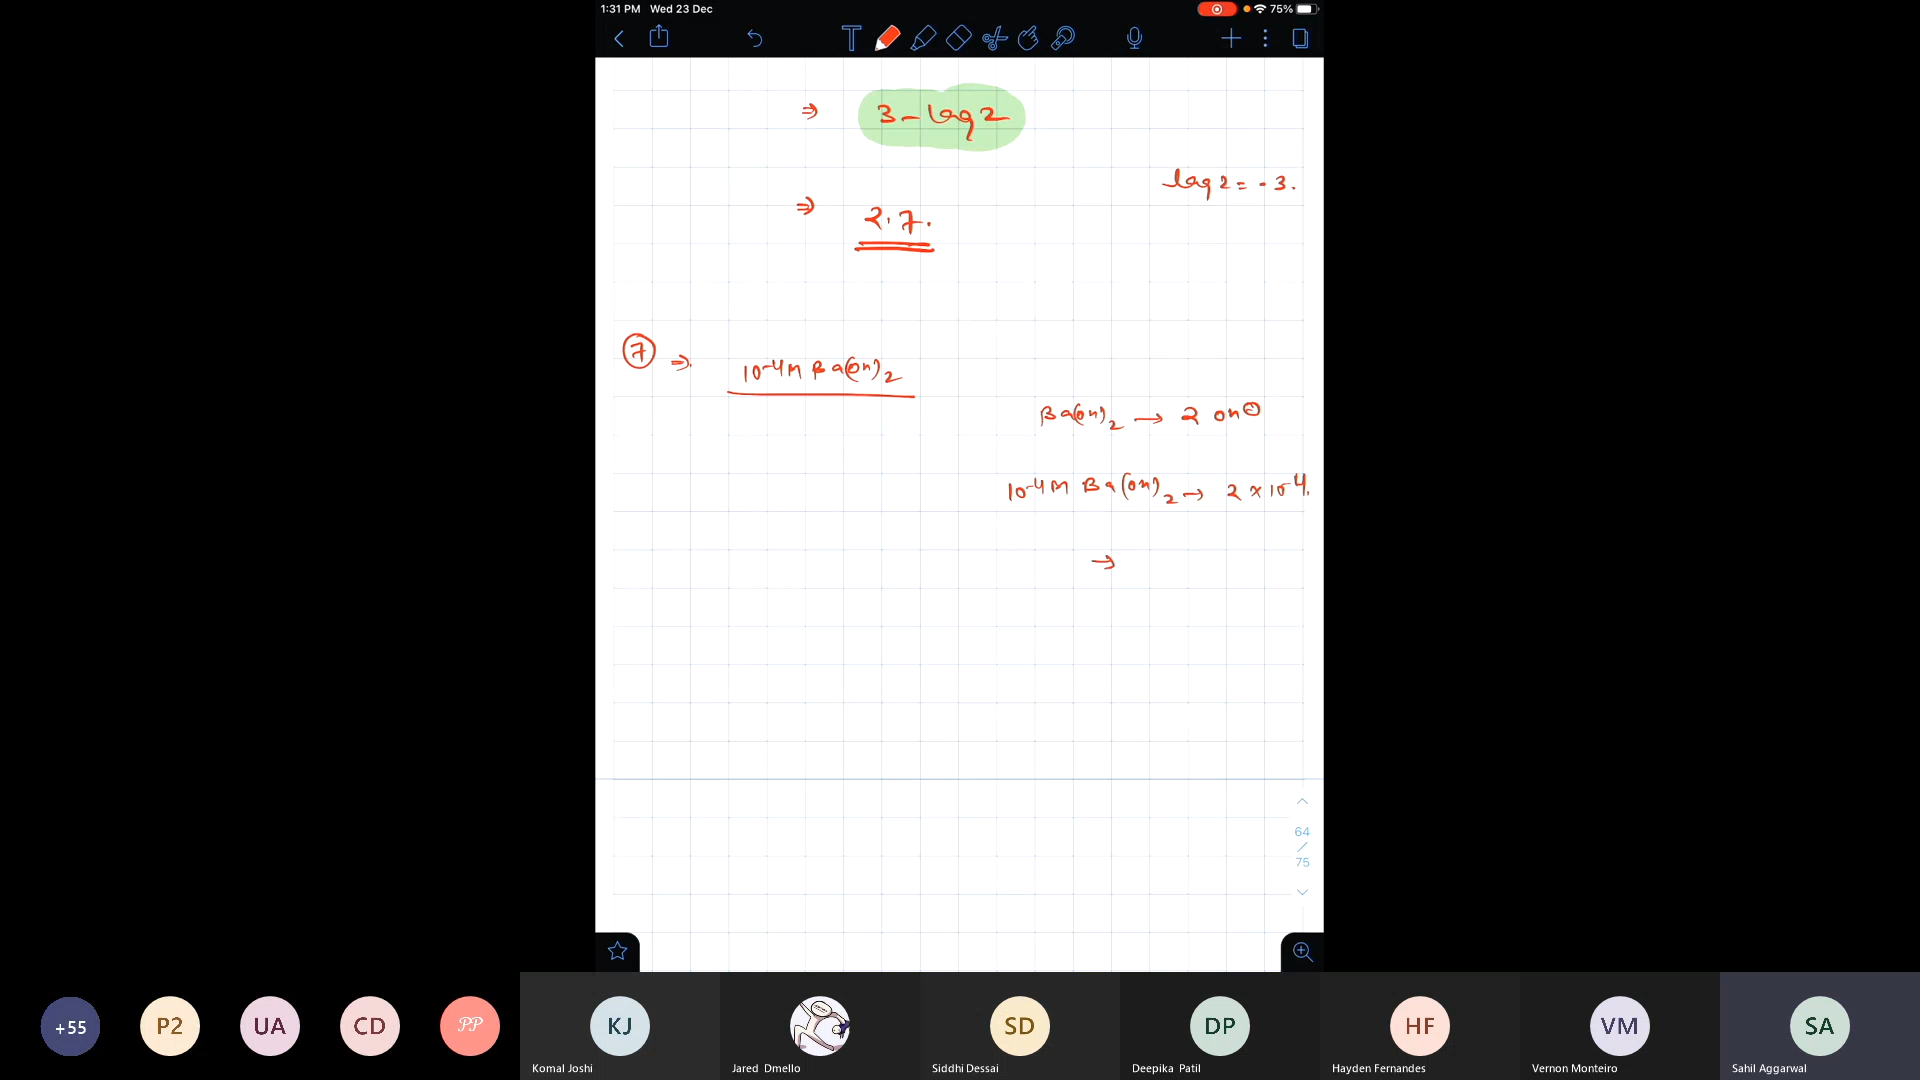 1:31 PM Wed 23 Dec
75%
⇒ 3 - log 2
log 2 = .3.
⇒ 2.7.
⑦ ⇒ 10⁻⁴M Ba(OH)₂
Ba(OH)₂ → 2 OH⊖
10⁻⁴M Ba(OH)₂ → 2 × 10⁻⁴.
→
64
/
75
+55
P2
UA
CD
PP
KJ
SD
DP
HF
VM
SA
Komal Joshi
Jared Dmello
Siddhi Dessai
Deepika Patil
Hayden Fernandes
Vernon Monteiro
Sahil Aggarwal